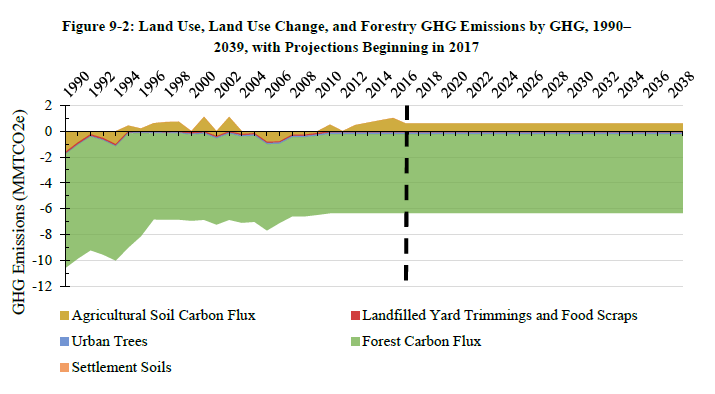 Figure 9-2: Land Use, Land Use Change, and Forestry GHG Emissions by GHG, 1990–
2039, with Projections Beginning in 2017
1990 1992 1994 1996 1998 2000 2002 2004 2006 2008 2010 2012 2014 2016 2018 2020 2022 2024 2026 2028 2030 2032 2034 2036 2038
GHG Emissions (MMTCO2e)
2
0
-2
-4
-6
-8
-10
-12
Agricultural Soil Carbon Flux
Landfilled Yard Trimmings and Food Scraps
Urban Trees
Forest Carbon Flux
Settlement Soils